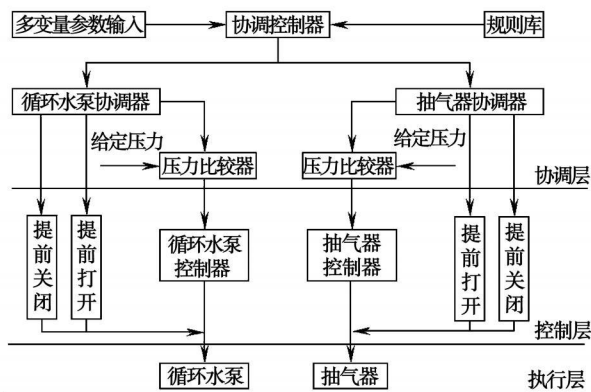 多变量参数输入
协调控制器
规则库
循环水泵协调器
抽气器协调器
给定压力
给定压力
压力比较器
压力比较器
协调层
提前关闭
提前打开
循环水泵
控制器
抽气器
控制器
提前打开
提前关闭
控制层
循环水泵
抽气器
执行层